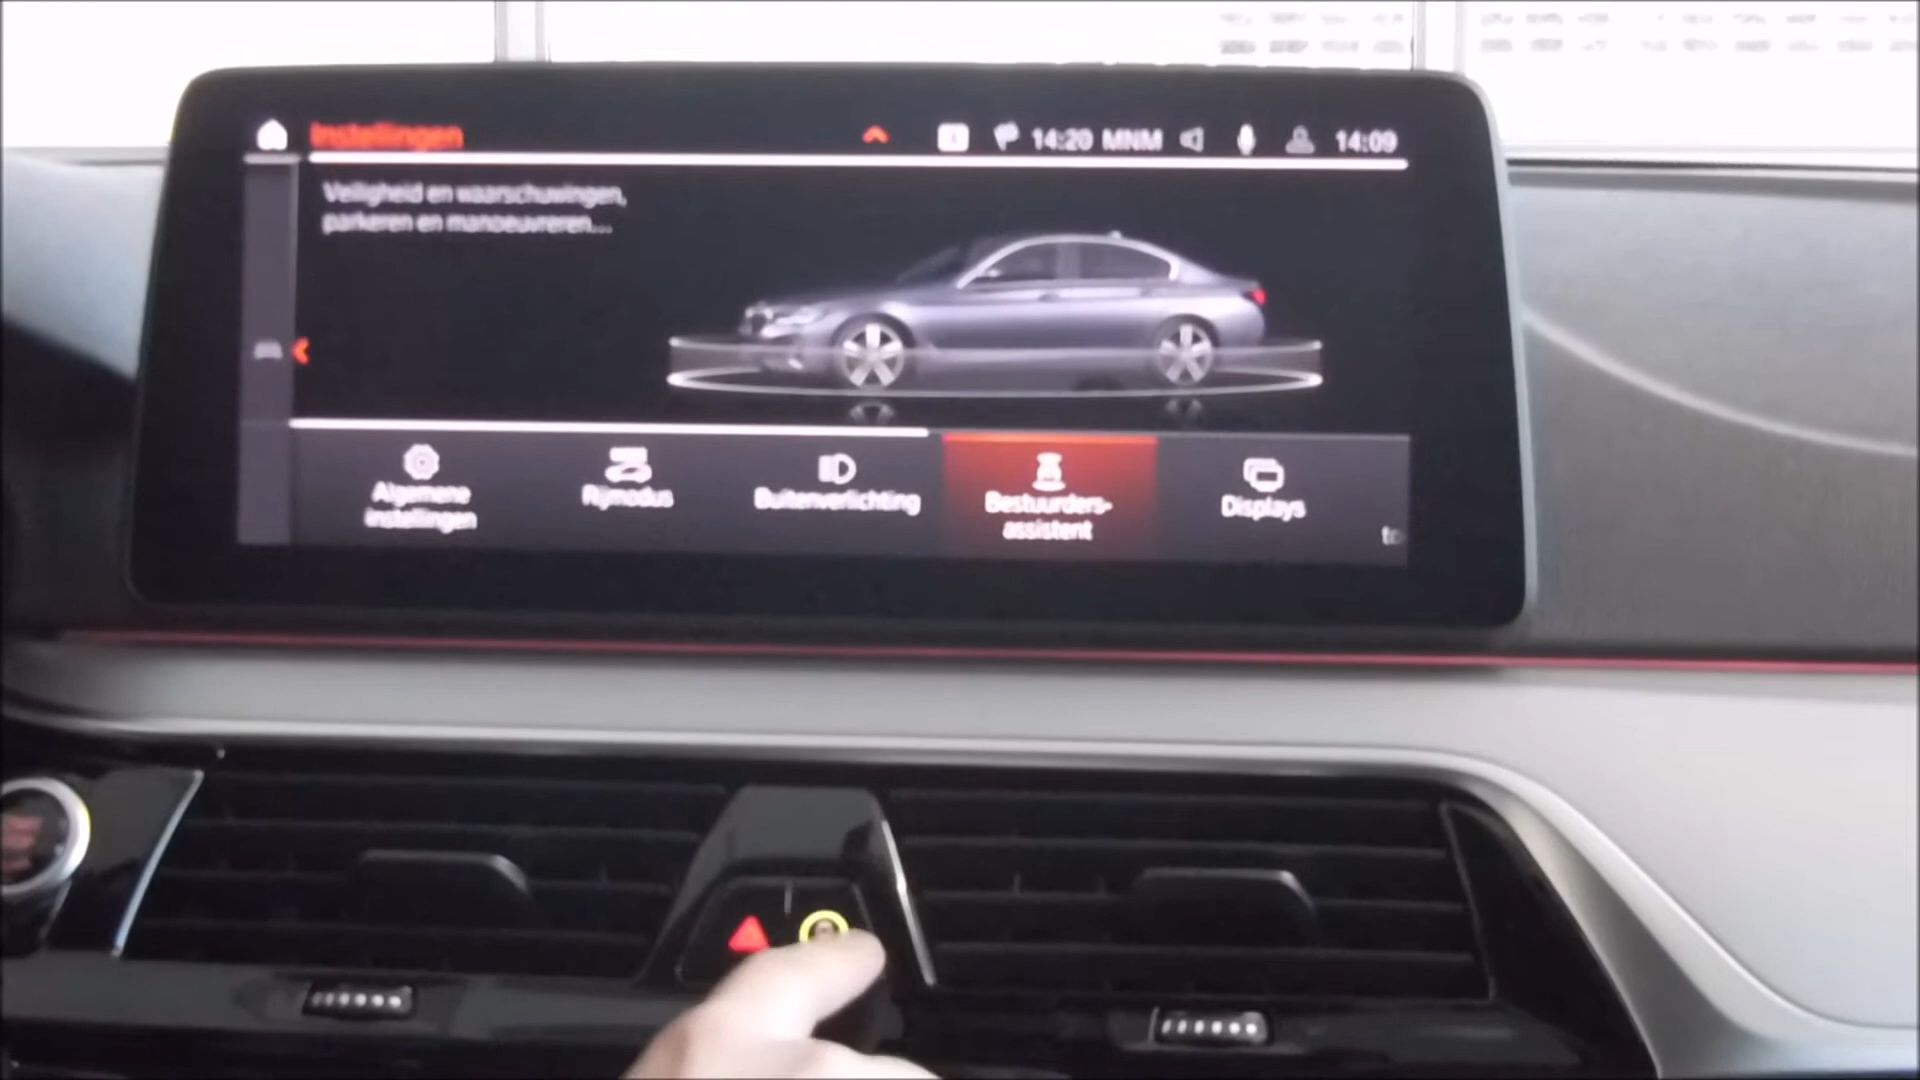 Instellingen
14:20 MNM
14:09
Veiligheid en waarschuwingen,
parkeren en manoeuvreren...
Algemene
instellingen
Rijmodus
Buitenverlichting
Bestuurders-
assistent
Displays
to